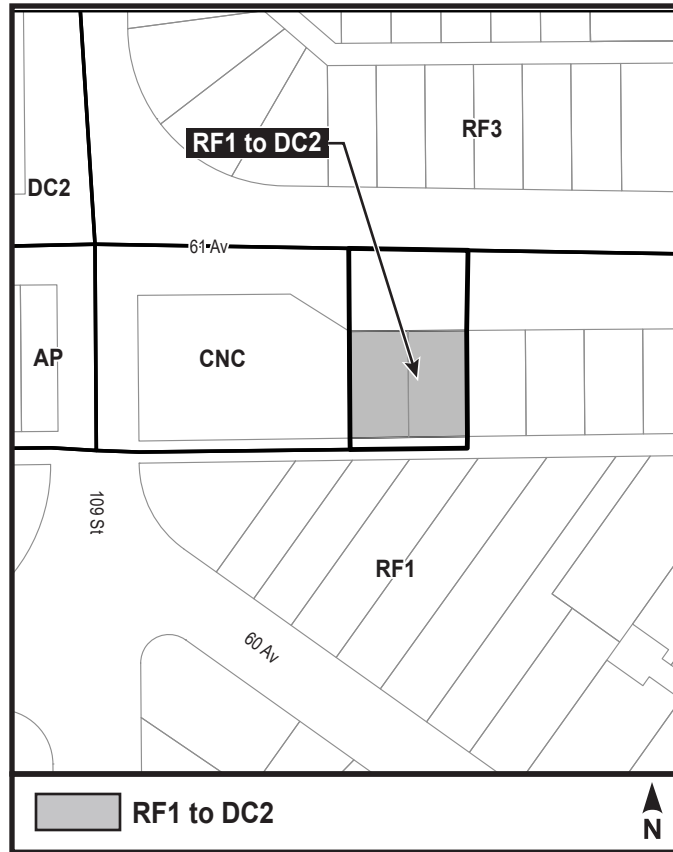 RF3
RF1 to DC2
DC2
61 Av
AP
CNC
109 St
RF1
60 Av
RF1 to DC2
N